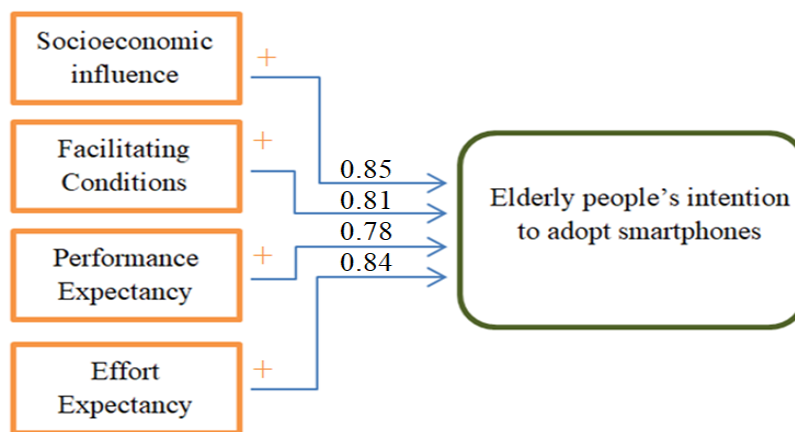 Socioeconomic
influence
+
Facilitating
Conditions
+
Performance
Expectancy
+
Effort
Expectancy
+
0.85
0.81
0.78
0.84
Elderly people’s intention
to adopt smartphones